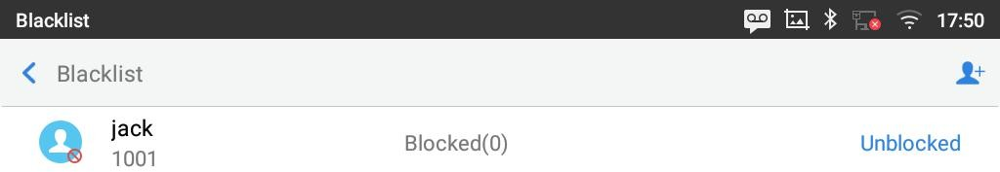 Blacklist 17:50
Blacklist
jack
1001
Blocked(0)
Unblocked